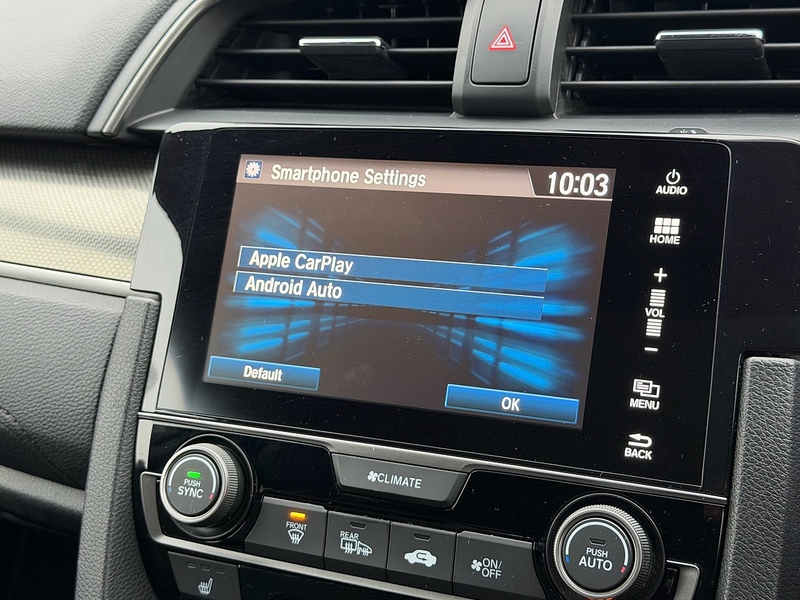 Smartphone Settings
10:03
Apple CarPlay
Android Auto
Default
OK
AUDIO
HOME
+
VOL
−
MENU
BACK
CLIMATE
PUSH
SYNC
FRONT
REAR
ON/
OFF
PUSH
AUTO